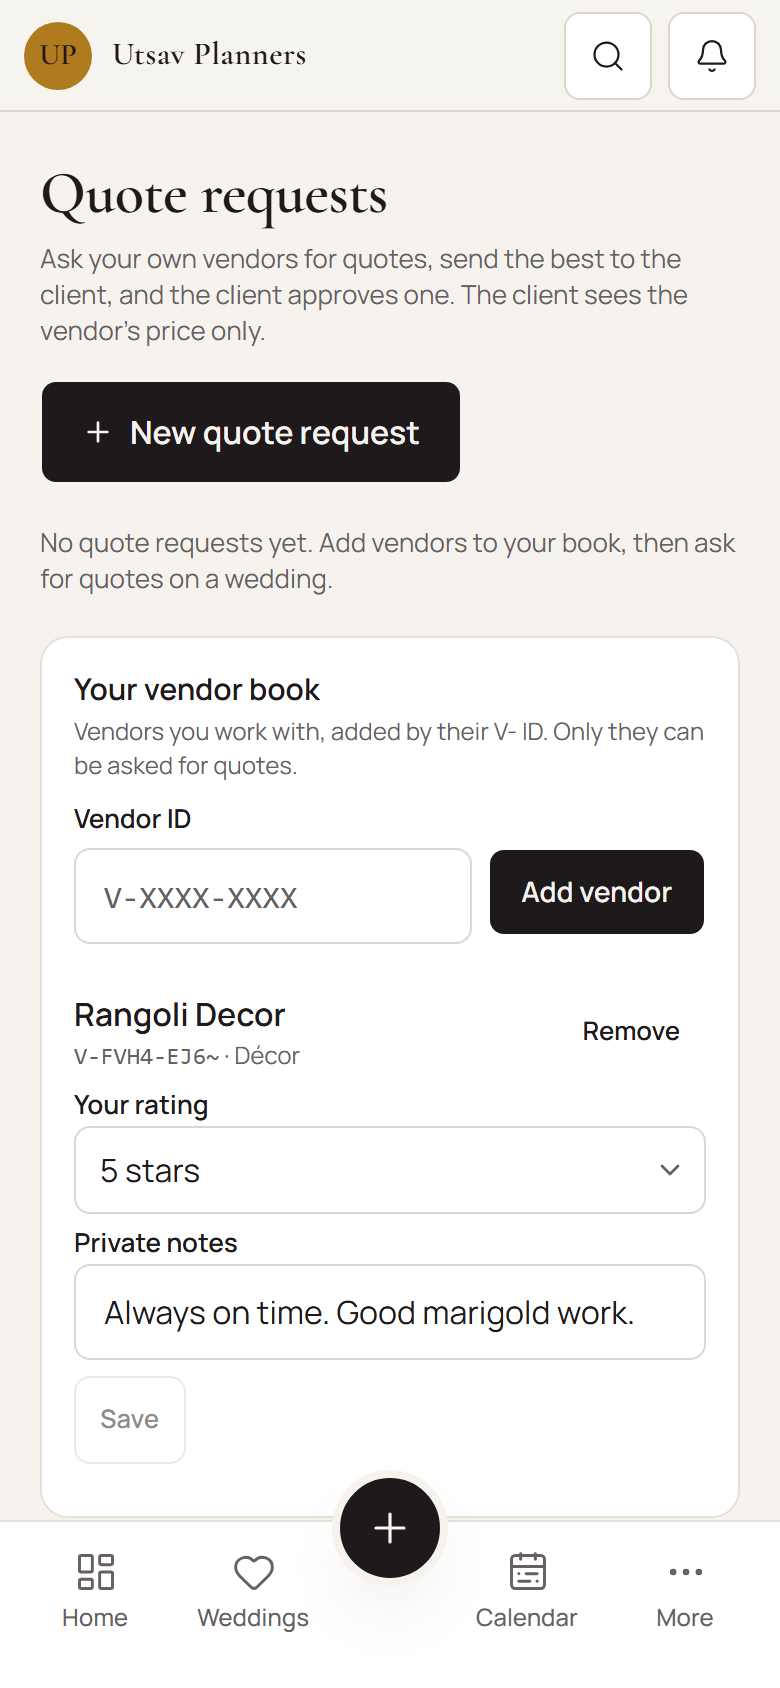 UP Utsav Planners
Quote requests
Ask your own vendors for quotes, send the best to the
client, and the client approves one. The client sees the
vendor's price only.
+ New quote request
No quote requests yet. Add vendors to your book, then ask
for quotes on a wedding.
Your vendor book
Vendors you work with, added by their V- ID. Only they can
be asked for quotes.
Vendor ID
V-XXXX-XXXX
Add vendor
Rangoli Decor
Remove
V-FVH4-EJ6~ · Décor
Your rating
5 stars
Private notes
Always on time. Good marigold work.
Save
Home
Weddings
Calendar
More